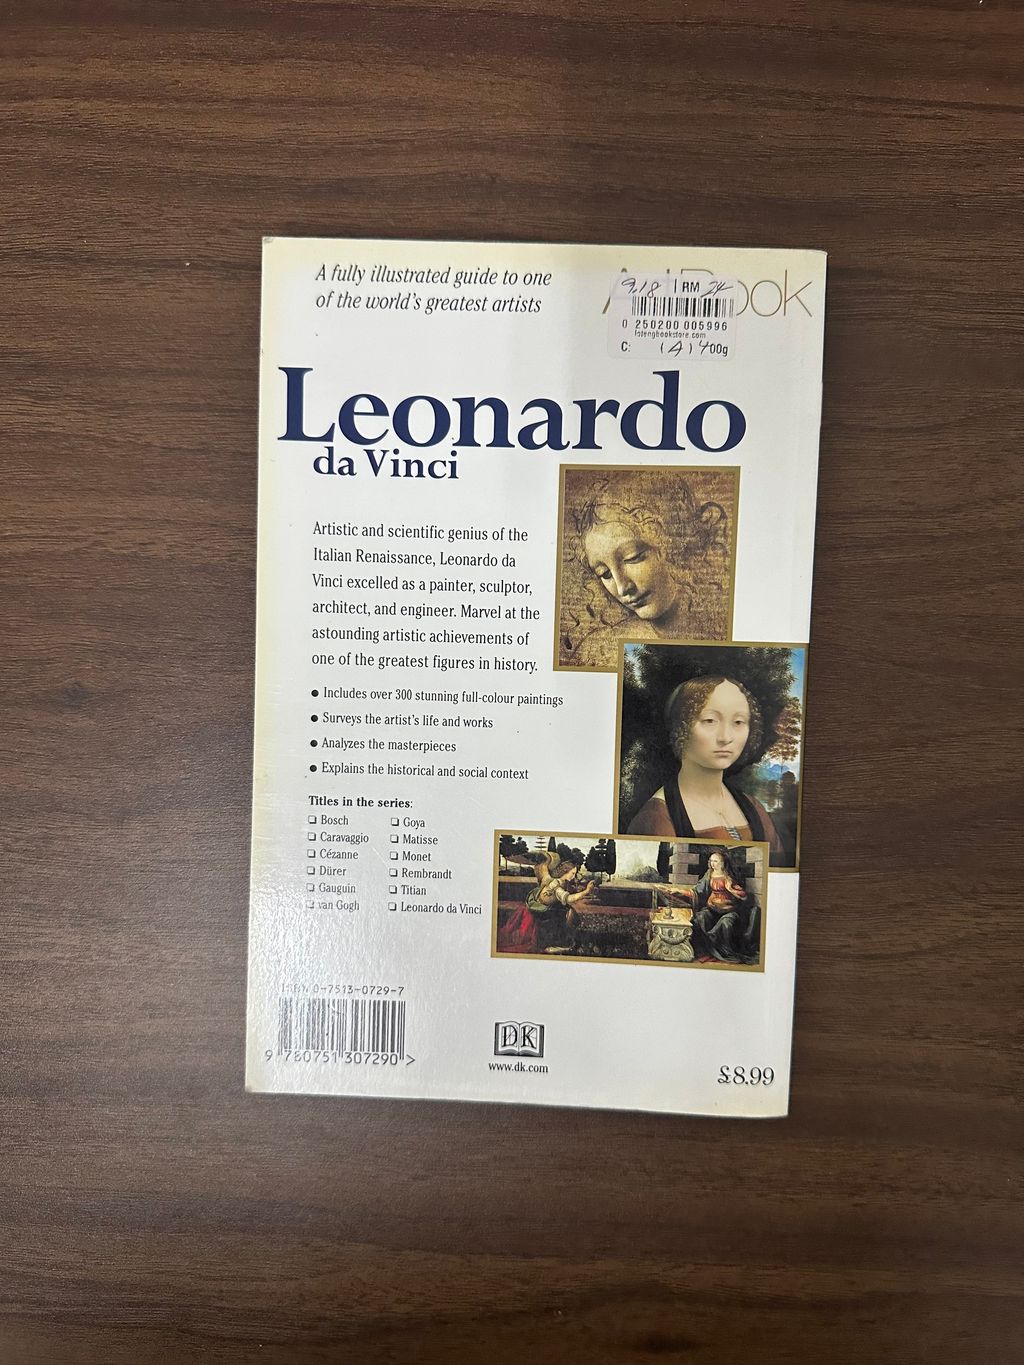 A fully illustrated guide to one
of the world's greatest artists
ook
9.18 RM 24
0 250200 005996
C: (A) 400g
Leonardo
da Vinci
Artistic and scientific genius of the
Italian Renaissance, Leonardo da
Vinci excelled as a painter, sculptor,
architect, and engineer. Marvel at the
astounding artistic achievements of
one of the greatest figures in history.
● Includes over 300 stunning full-colour paintings
● Surveys the artist's life and works
● Analyzes the masterpieces
● Explains the historical and social context
Titles in the series:
❏ Bosch
❏ Caravaggio
❏ Cézanne
❏ Dürer
❏ Gauguin
❏ van Gogh
❏ Goya
❏ Matisse
❏ Monet
❏ Rembrandt
❏ Titian
❏ Leonardo da Vinci
ISBN 0-7513-0729-7
9 780751 307290 >
DK
www.dk.com
£8.99